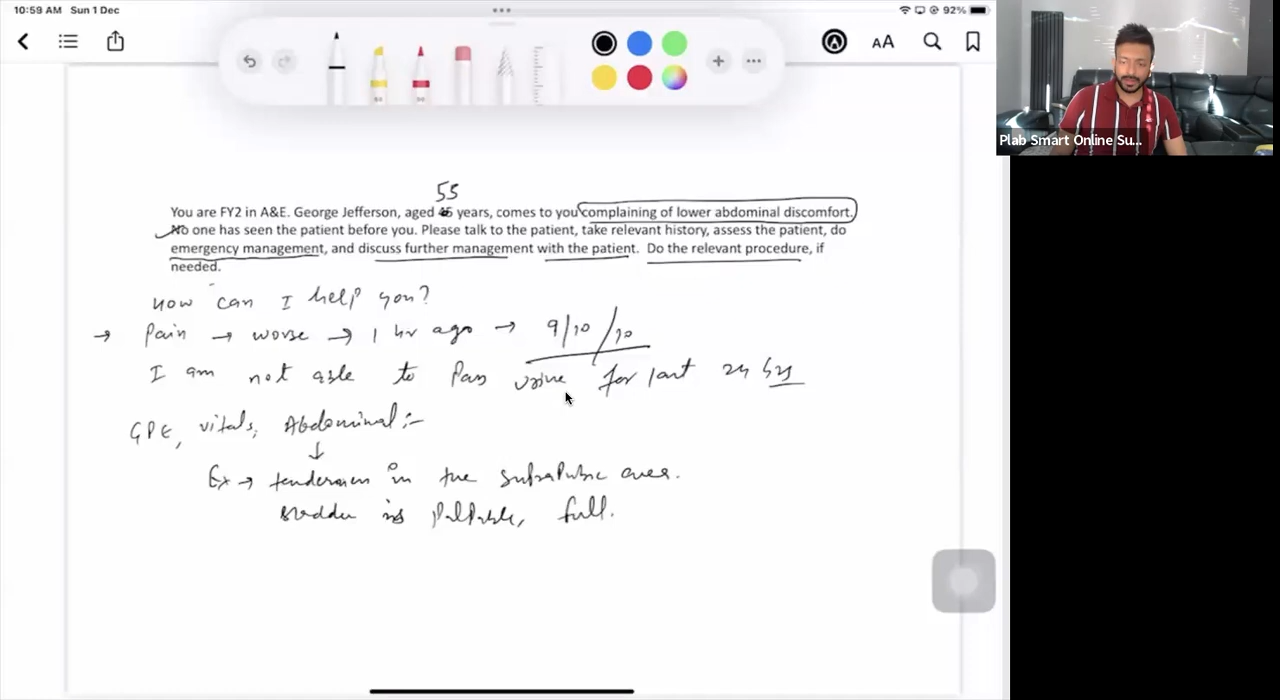 10:59 AM Sun 1 Dec
92%
AA
Plab Smart Online Su...
55
You are FY2 in A&E. George Jefferson, aged years, comes to you complaining of lower abdominal discomfort.
No one has seen the patient before you. Please talk to the patient, take relevant history, assess the patient, do
emergency management, and discuss further management with the patient. Do the relevant procedure, if
needed.
How can I help you?
→ Pain → worse → 1 hr ago → 9/10 /10
I am not able to Pass urine for last 24
GPE, vitals, Abdominal :-
↓
Ex → tenderness in the suprapubic area.
Bladder is Palpable, full.